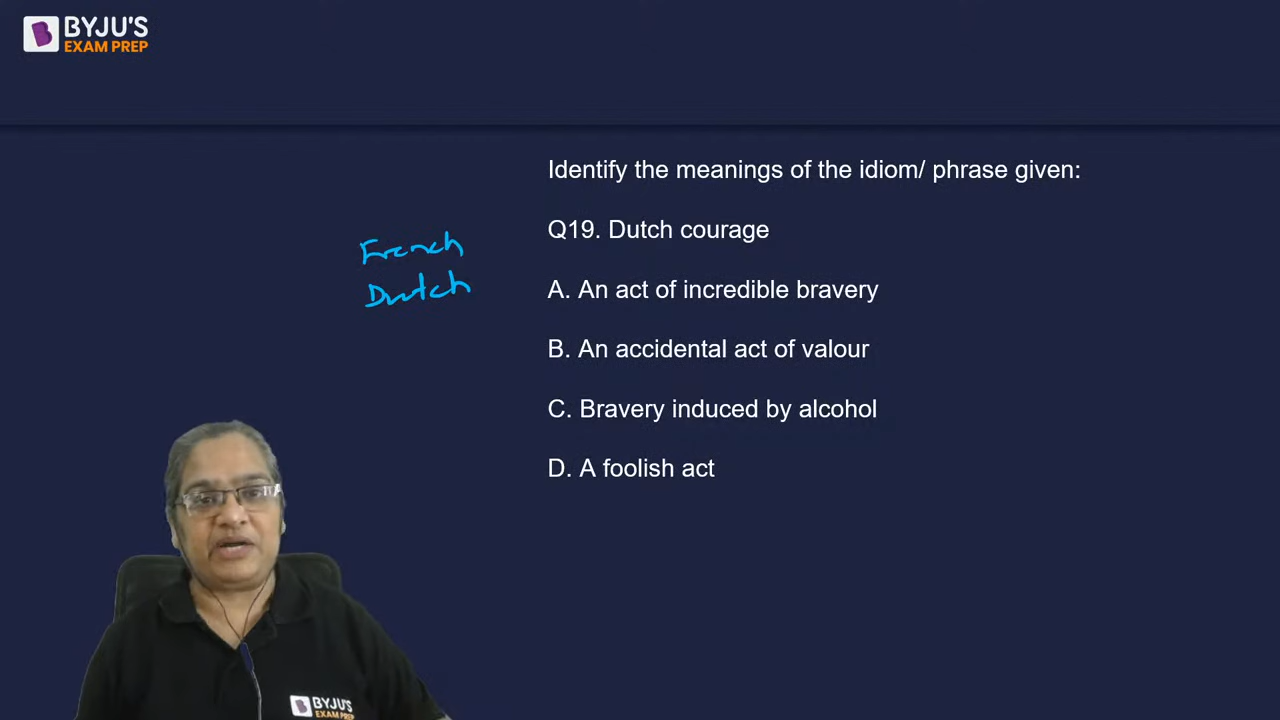 BYJU'S
EXAM PREP
Identify the meanings of the idiom/ phrase given:
Q19. Dutch courage
French
Dutch
A. An act of incredible bravery
B. An accidental act of valour
C. Bravery induced by alcohol
D. A foolish act
BYJU'S
EXAM PREP